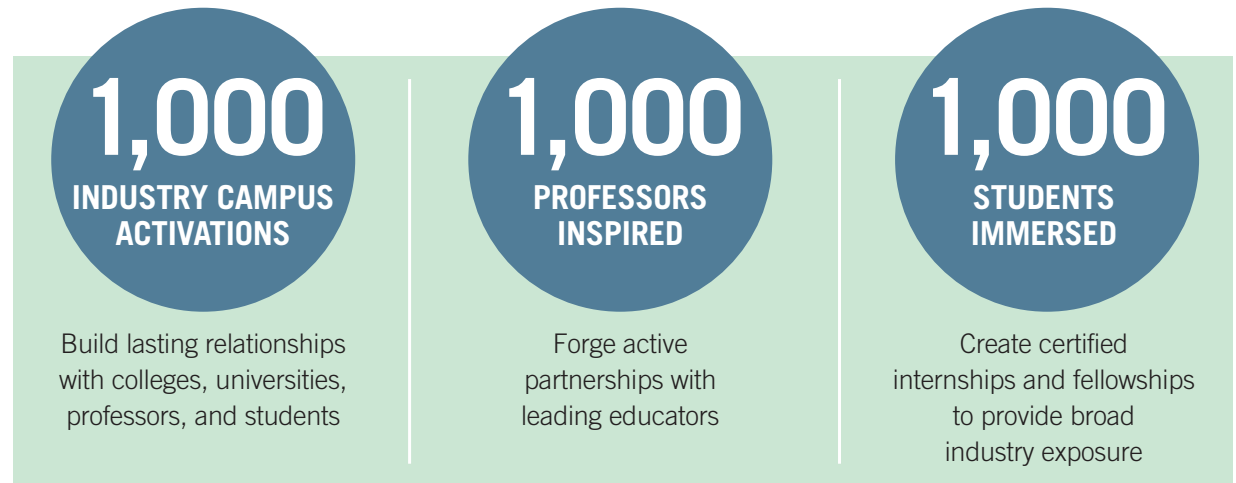 1,000
INDUSTRY CAMPUS
ACTIVATIONS
Build lasting relationships
with colleges, universities,
professors, and students
1,000
PROFESSORS
INSPIRED
Forge active
partnerships with
leading educators
1,000
STUDENTS
IMMERSED
Create certified
internships and fellowships
to provide broad
industry exposure